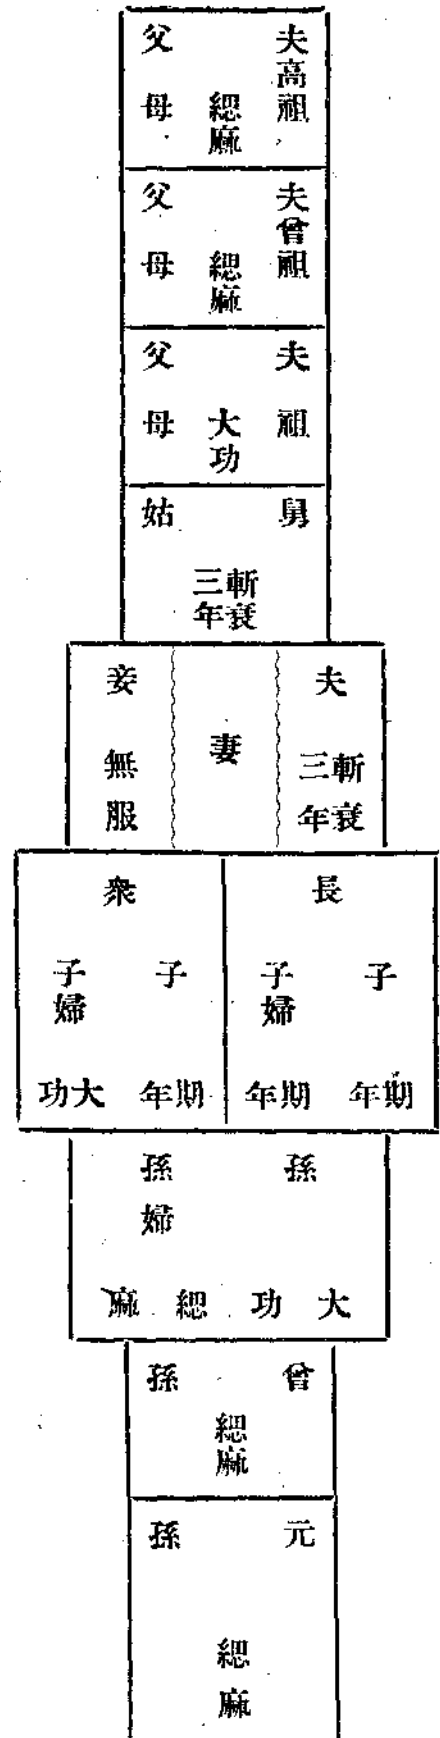 夫高祖父母
緦麻
夫曾祖父母
緦麻
夫祖父母
大功
舅姑
斬衰三年
夫
斬衰三年
妻
妾
無服
長子
期年
子婦
期年
衆子
期年
子婦
大功
孫
大功
孫婦
緦麻
曾孫
緦麻
元孫
緦麻